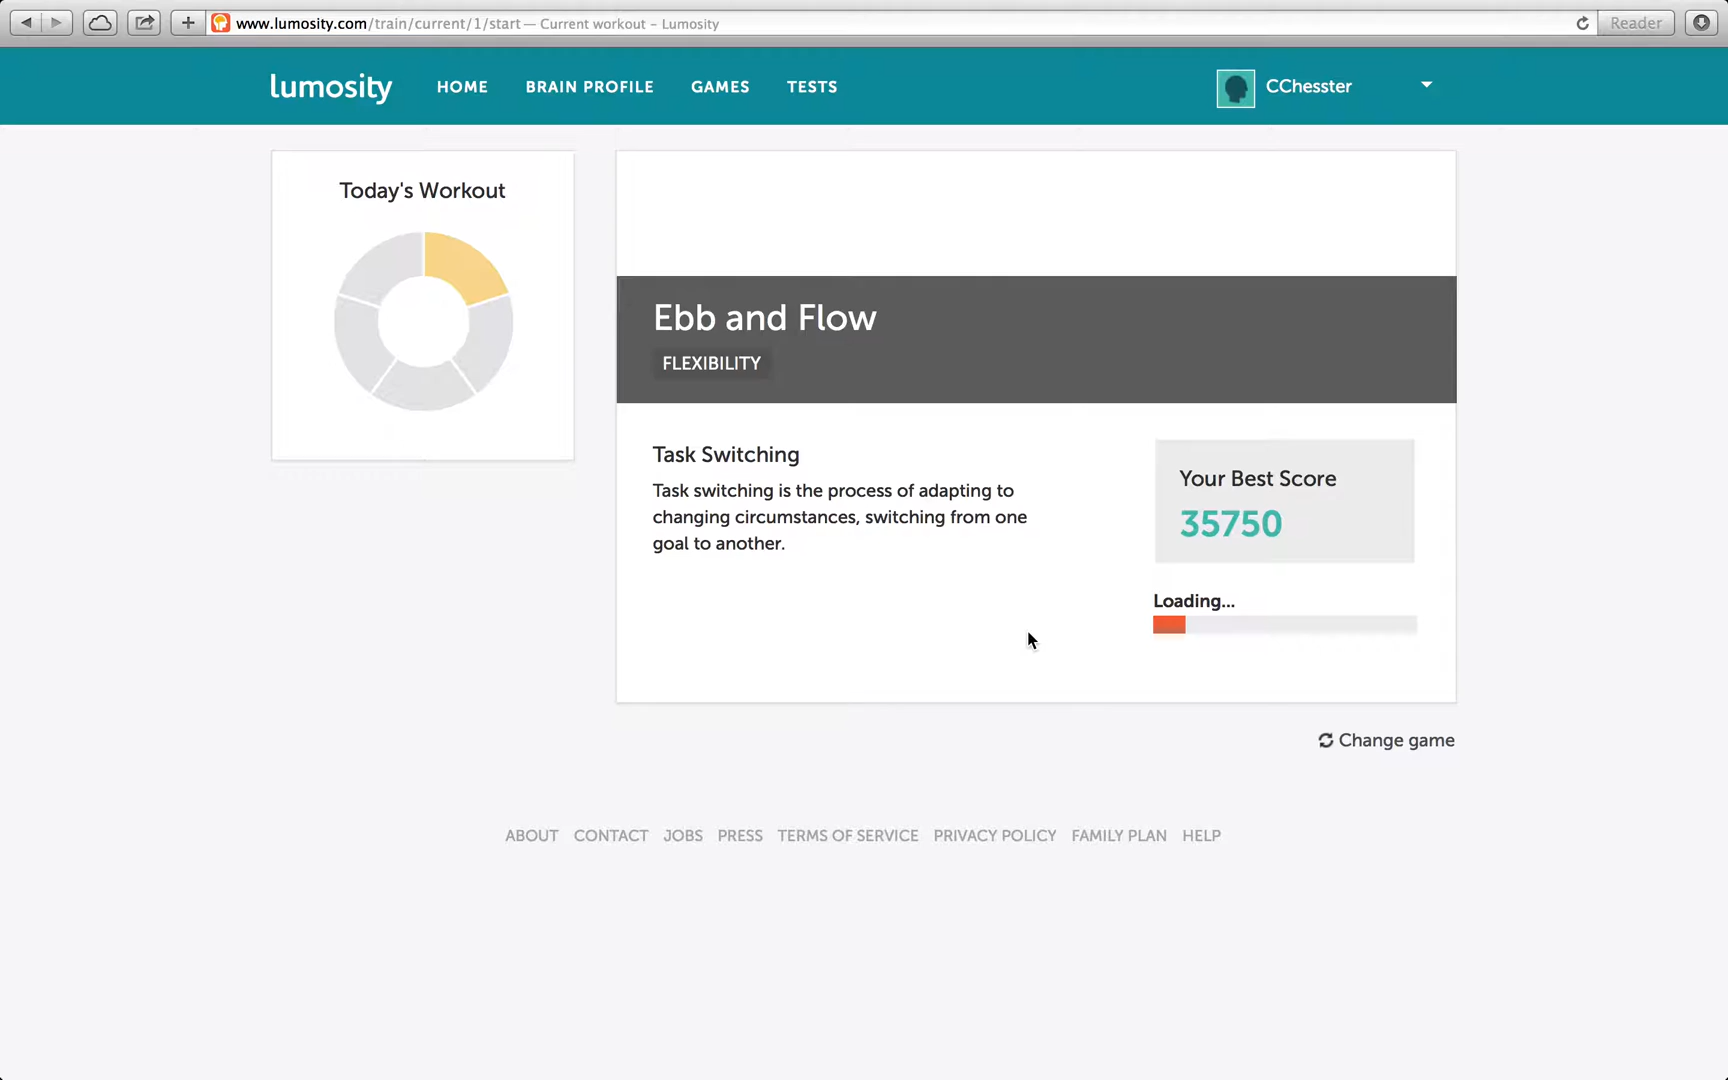 www.lumosity.com/train/current/1/start — Current workout – Lumosity
Reader
lumosity
HOME
BRAIN PROFILE
GAMES
TESTS
CChesster
Today's Workout
Ebb and Flow
FLEXIBILITY
Task Switching
Task switching is the process of adapting to
changing circumstances, switching from one
goal to another.
Your Best Score
35750
Loading...
Change game
ABOUT CONTACT JOBS PRESS TERMS OF SERVICE PRIVACY POLICY FAMILY PLAN HELP